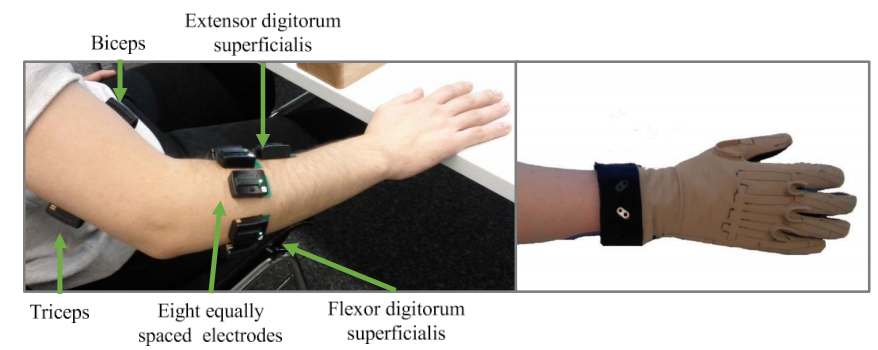 Extensor digitorum
superficialis
Biceps
Triceps
Eight equally
spaced electrodes
Flexor digitorum
superficialis